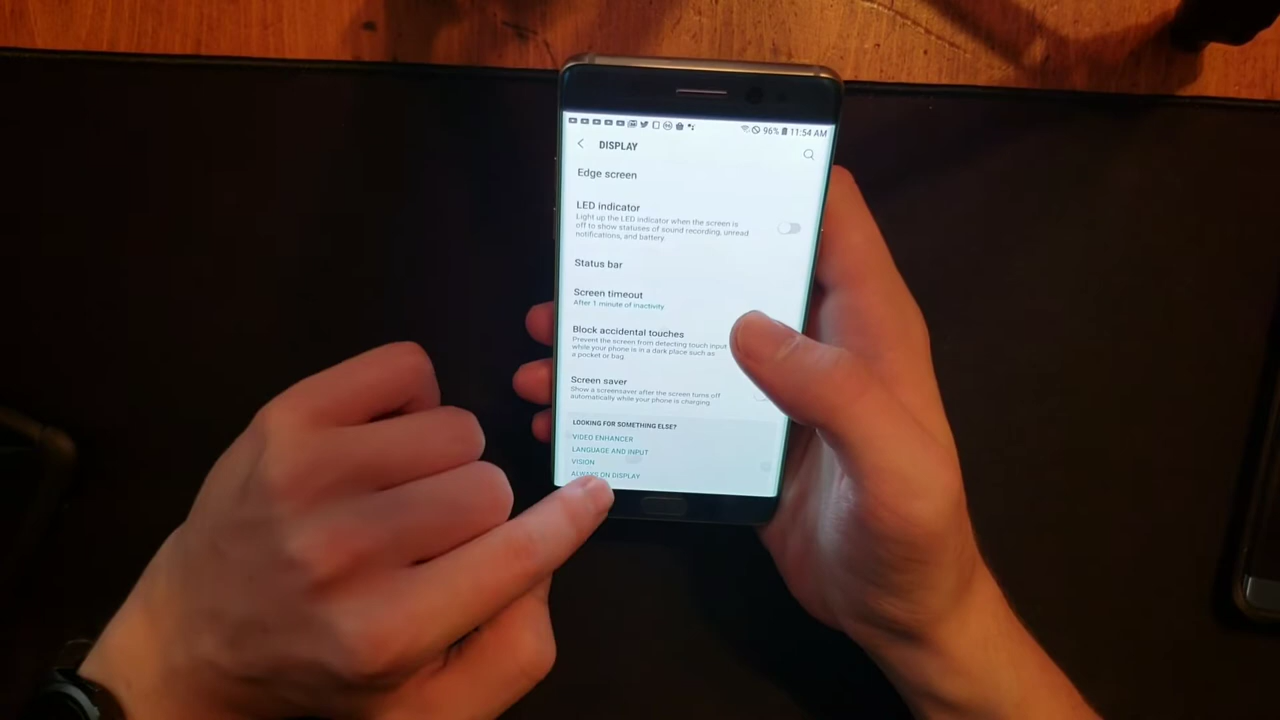 96% 11:54 AM
DISPLAY
Edge screen
LED indicator
Light up the LED indicator when the screen is
off to show statuses of sound recording, unread
notifications, and battery.
Status bar
Screen timeout
After 1 minute of inactivity
Block accidental touches
Prevent the screen from detecting touch input
while your phone is in a dark place such as
a pocket or bag.
Screen saver
Show a screensaver after the screen turns off
automatically while your phone is charging.
LOOKING FOR SOMETHING ELSE?
VIDEO ENHANCER
LANGUAGE AND INPUT
VISION
ALWAYS ON DISPLAY